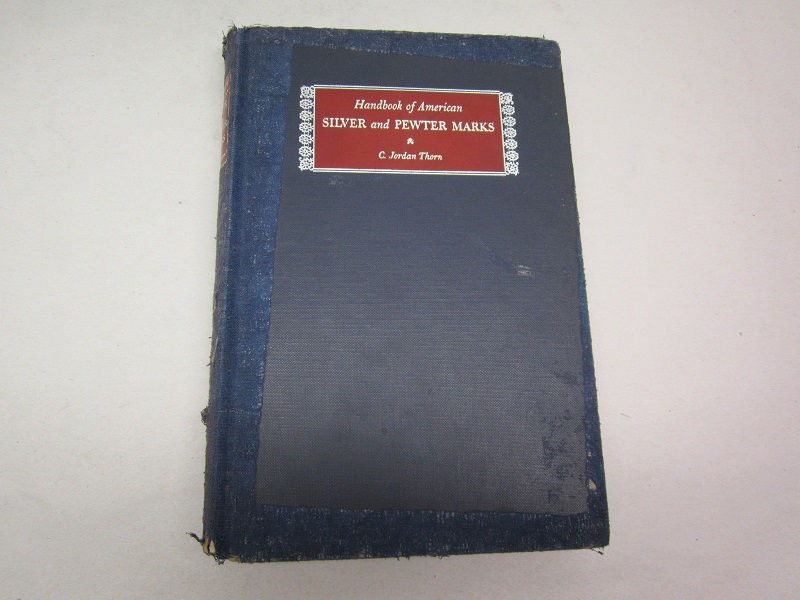 Handbook of American
SILVER and PEWTER MARKS
C. Jordan Thorn